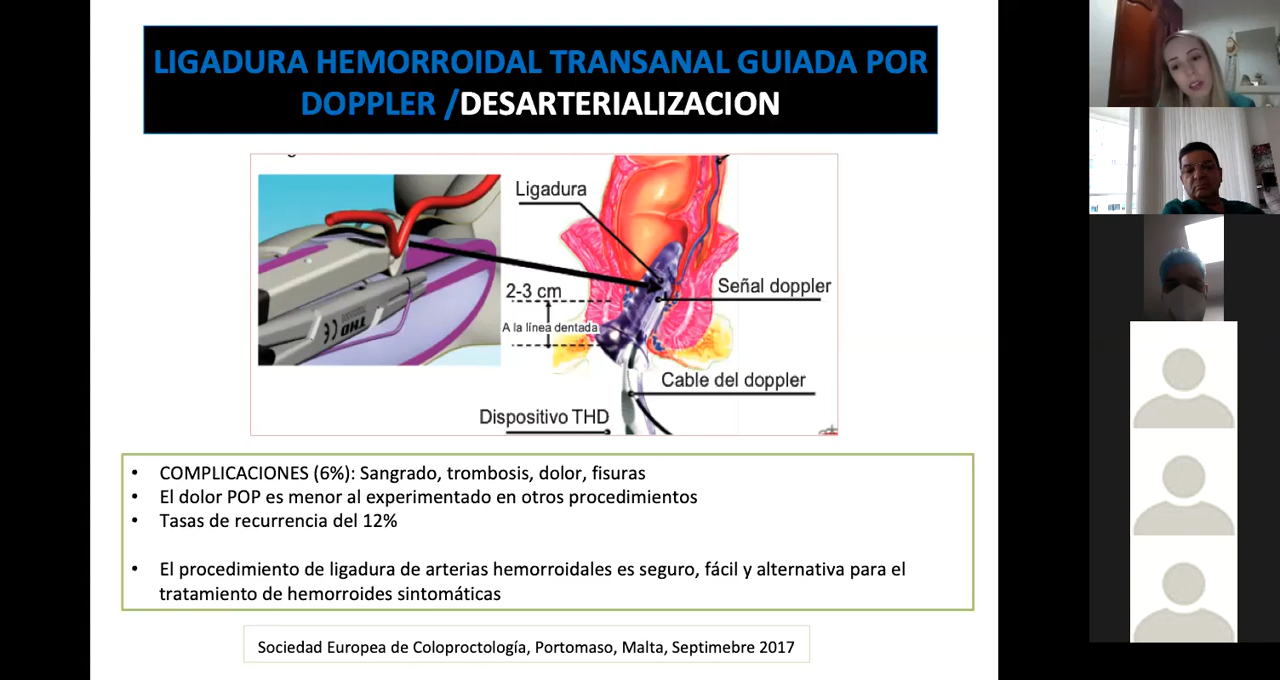 LIGADURA HEMORROIDAL TRANSANAL GUIADA POR
DOPPLER /DESARTERIALIZACION
Ligadura
Señal doppler
2-3 cm
A la línea dentada
THD CE
Cable del doppler
Dispositivo THD
• COMPLICACIONES (6%): Sangrado, trombosis, dolor, fisuras
• El dolor POP es menor al experimentado en otros procedimientos
• Tasas de recurrencia del 12%
• El procedimiento de ligadura de arterias hemorroidales es seguro, fácil y alternativa para el
tratamiento de hemorroides sintomáticas
Sociedad Europea de Coloproctología, Portomaso, Malta, Septimebre 2017